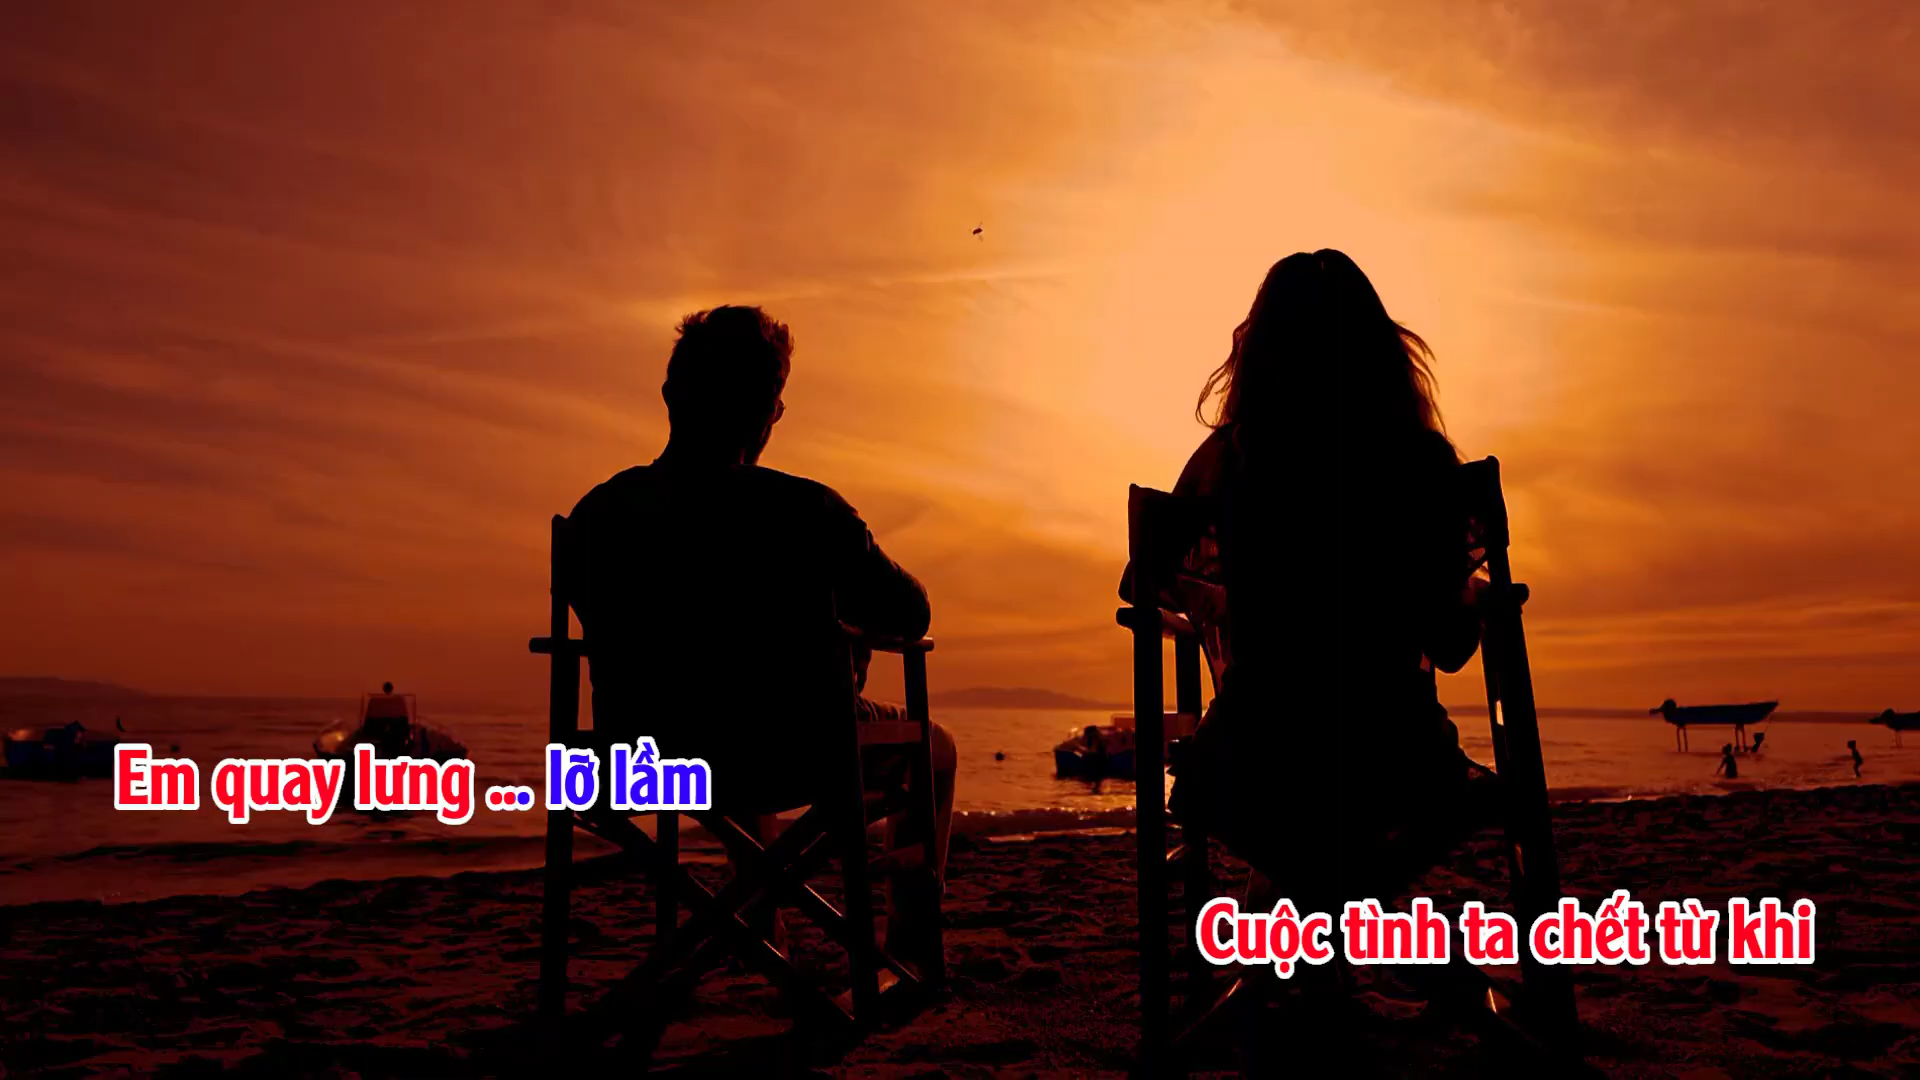 Em quay lưng ... lỡ lầm
Cuộc tình ta chết từ khi